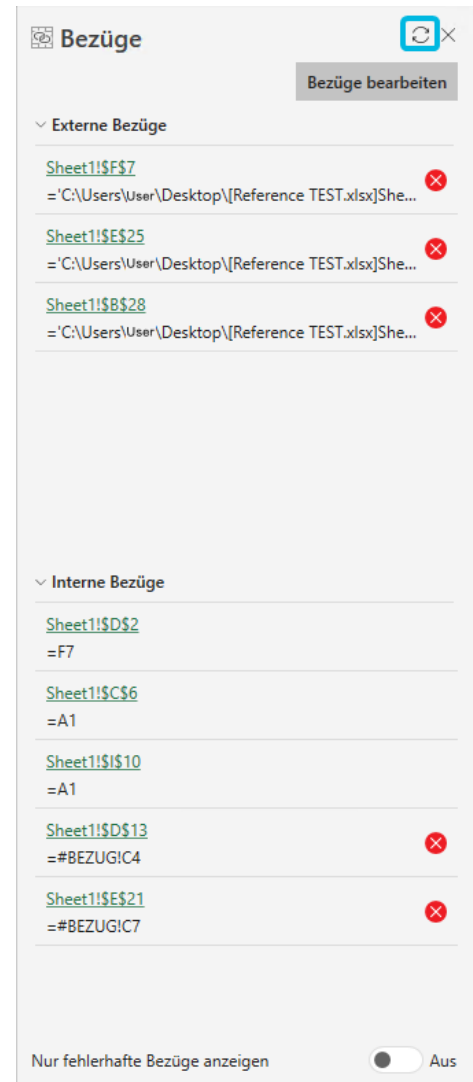 Bezüge
Bezüge bearbeiten
Externe Bezüge
Sheet1!$F$7
='C:\Users\User\Desktop\[Reference TEST.xlsx]She...
Sheet1!$E$25
='C:\Users\User\Desktop\[Reference TEST.xlsx]She...
Sheet1!$B$28
='C:\Users\User\Desktop\[Reference TEST.xlsx]She...
Interne Bezüge
Sheet1!$D$2
=F7
Sheet1!$C$6
=A1
Sheet1!$I$10
=A1
Sheet1!$D$13
=#BEZUG!C4
Sheet1!$E$21
=#BEZUG!C7
Nur fehlerhafte Bezüge anzeigen
Aus